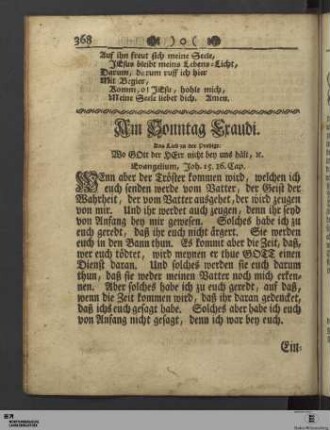 368 ) o (
Auf ihn freut sich meine Seele,
JEsus bleibt meins Lebens-Licht,
Darum, darum ruff ich hier
Mit Begier,
Komm, o! JEsu, hohle mich,
Meine Seele liebet dich. Amen.
Am Sonntag Exaudi.
Das Lied zu der Predigt:
Wo GOtt der HErr nicht bey uns hält, ꝛc.
Evangelium, Joh. 15. 16. Cap.
WAnn aber der Tröster kommen wird, welchen ich
euch senden werde vom Vatter, der Geist der
Wahrheit, der vom Vatter ausgehet, der wird zeugen
von mir. Und ihr werdet auch zeugen, denn ihr seyd
von Anfang bey mir gewesen. Solches habe ich zu
euch geredt, daß ihr euch nicht ärgert. Sie werden
euch in den Bann thun. Es kommt aber die Zeit, daß,
wer euch tödtet, wird meynen er thue GOTT einen
Dienst daran. Und solches werden sie euch darum
thun, daß sie weder meinen Vatter noch mich erken-
nen. Aber solches habe ich zu euch geredt, auf daß,
wenn die Zeit kommen wird, daß ihr daran gedencket,
daß ichs euch gesagt habe. Solches aber habe ich euch
von Anfang nicht gesagt, denn ich war bey euch.